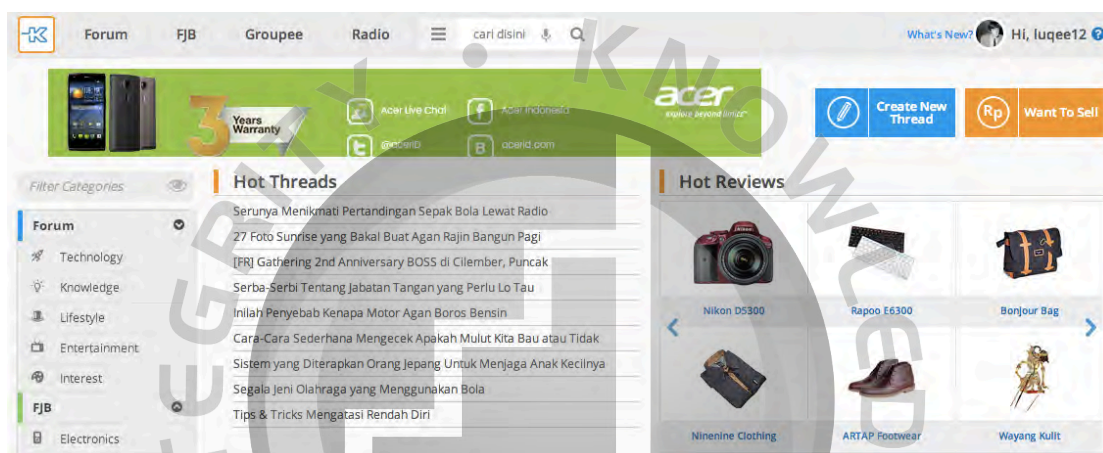 Forum FJB Groupee Radio cari disini What's New? Hi, luqee12
3 Years Warranty
Acer Live Chat Acer Indonesia
@acerID acerid.com
acer
explore beyond limits™
Create New Thread
Rp Want To Sell
Filter Categories
Forum
Technology
Knowledge
Lifestyle
Entertainment
Interest
FJB
Electronics
Hot Threads
Serunya Menikmati Pertandingan Sepak Bola Lewat Radio
27 Foto Sunrise yang Bakal Buat Agan Rajin Bangun Pagi
[FR] Gathering 2nd Anniversary BOSS di Cilember, Puncak
Serba-Serbi Tentang Jabatan Tangan yang Perlu Lo Tau
Inilah Penyebab Kenapa Motor Agan Boros Bensin
Cara-Cara Sederhana Mengecek Apakah Mulut Kita Bau atau Tidak
Sistem yang Diterapkan Orang Jepang Untuk Menjaga Anak Kecilnya
Segala Jeni Olahraga yang Menggunakan Bola
Tips & Tricks Mengatasi Rendah Diri
Hot Reviews
Nikon D5300 Rapoo E6300 Bonjour Bag
Ninenine Clothing ARTAP Footwear Wayang Kulit
EGRITY • KNOWLED